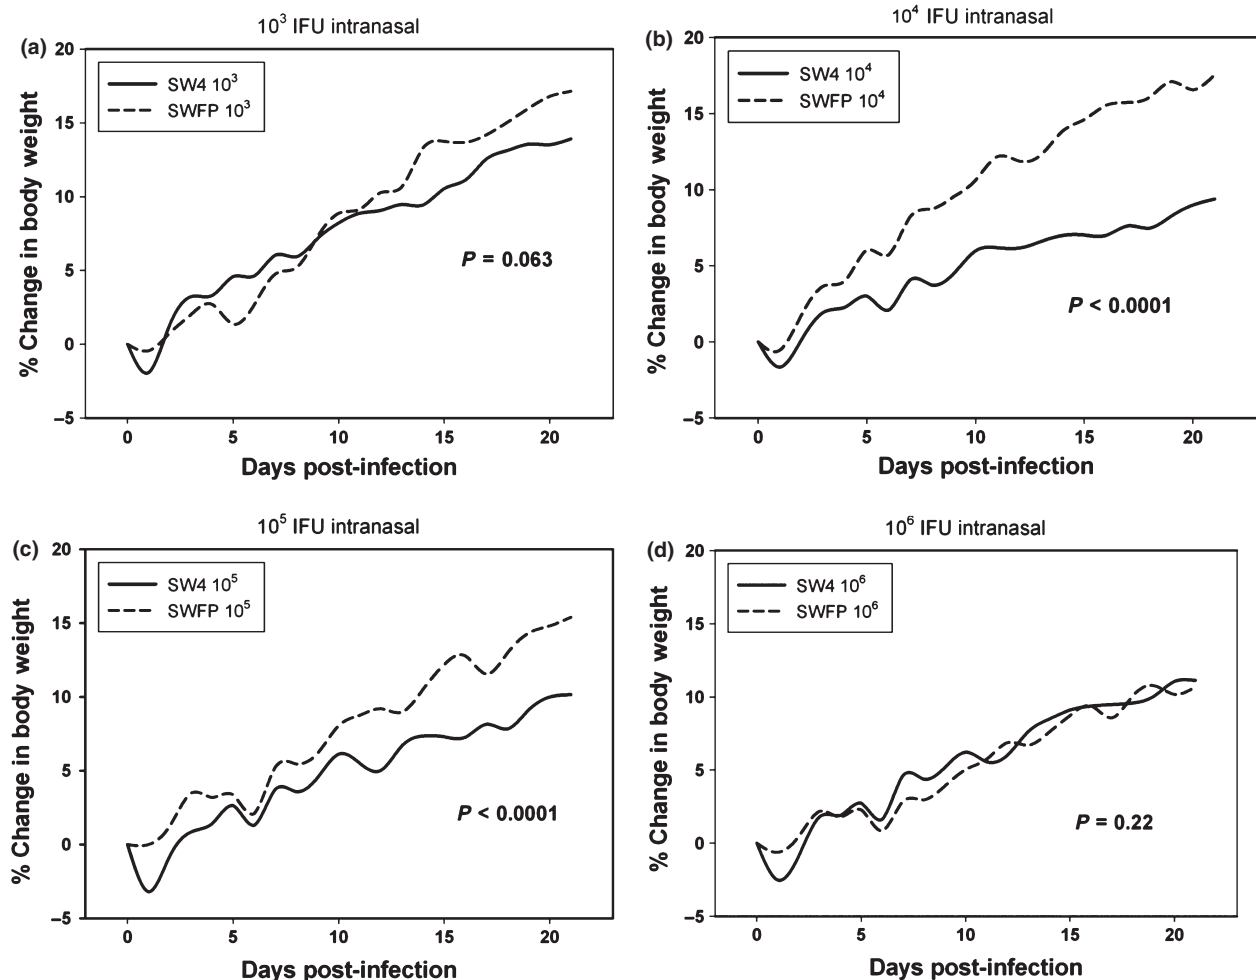 10³ IFU intranasal
(a)
SW4 10³
SWFP 10³
20
15
10
5
0
−5
% Change in body weight
P = 0.063
0 5 10 15 20
Days post-infection
10⁴ IFU intranasal
(b)
SW4 10⁴
SWFP 10⁴
20
15
10
5
0
−5
% Change in body weight
P < 0.0001
0 5 10 15 20
Days post-infection
10⁵ IFU intranasal
(c)
SW4 10⁵
SWFP 10⁵
20
15
10
5
0
−5
% Change in body weight
P < 0.0001
0 5 10 15 20
Days post-infection
10⁶ IFU intranasal
(d)
SW4 10⁶
SWFP 10⁶
20
15
10
5
0
−5
% Change in body weight
P = 0.22
0 5 10 15 20
Days post-infection